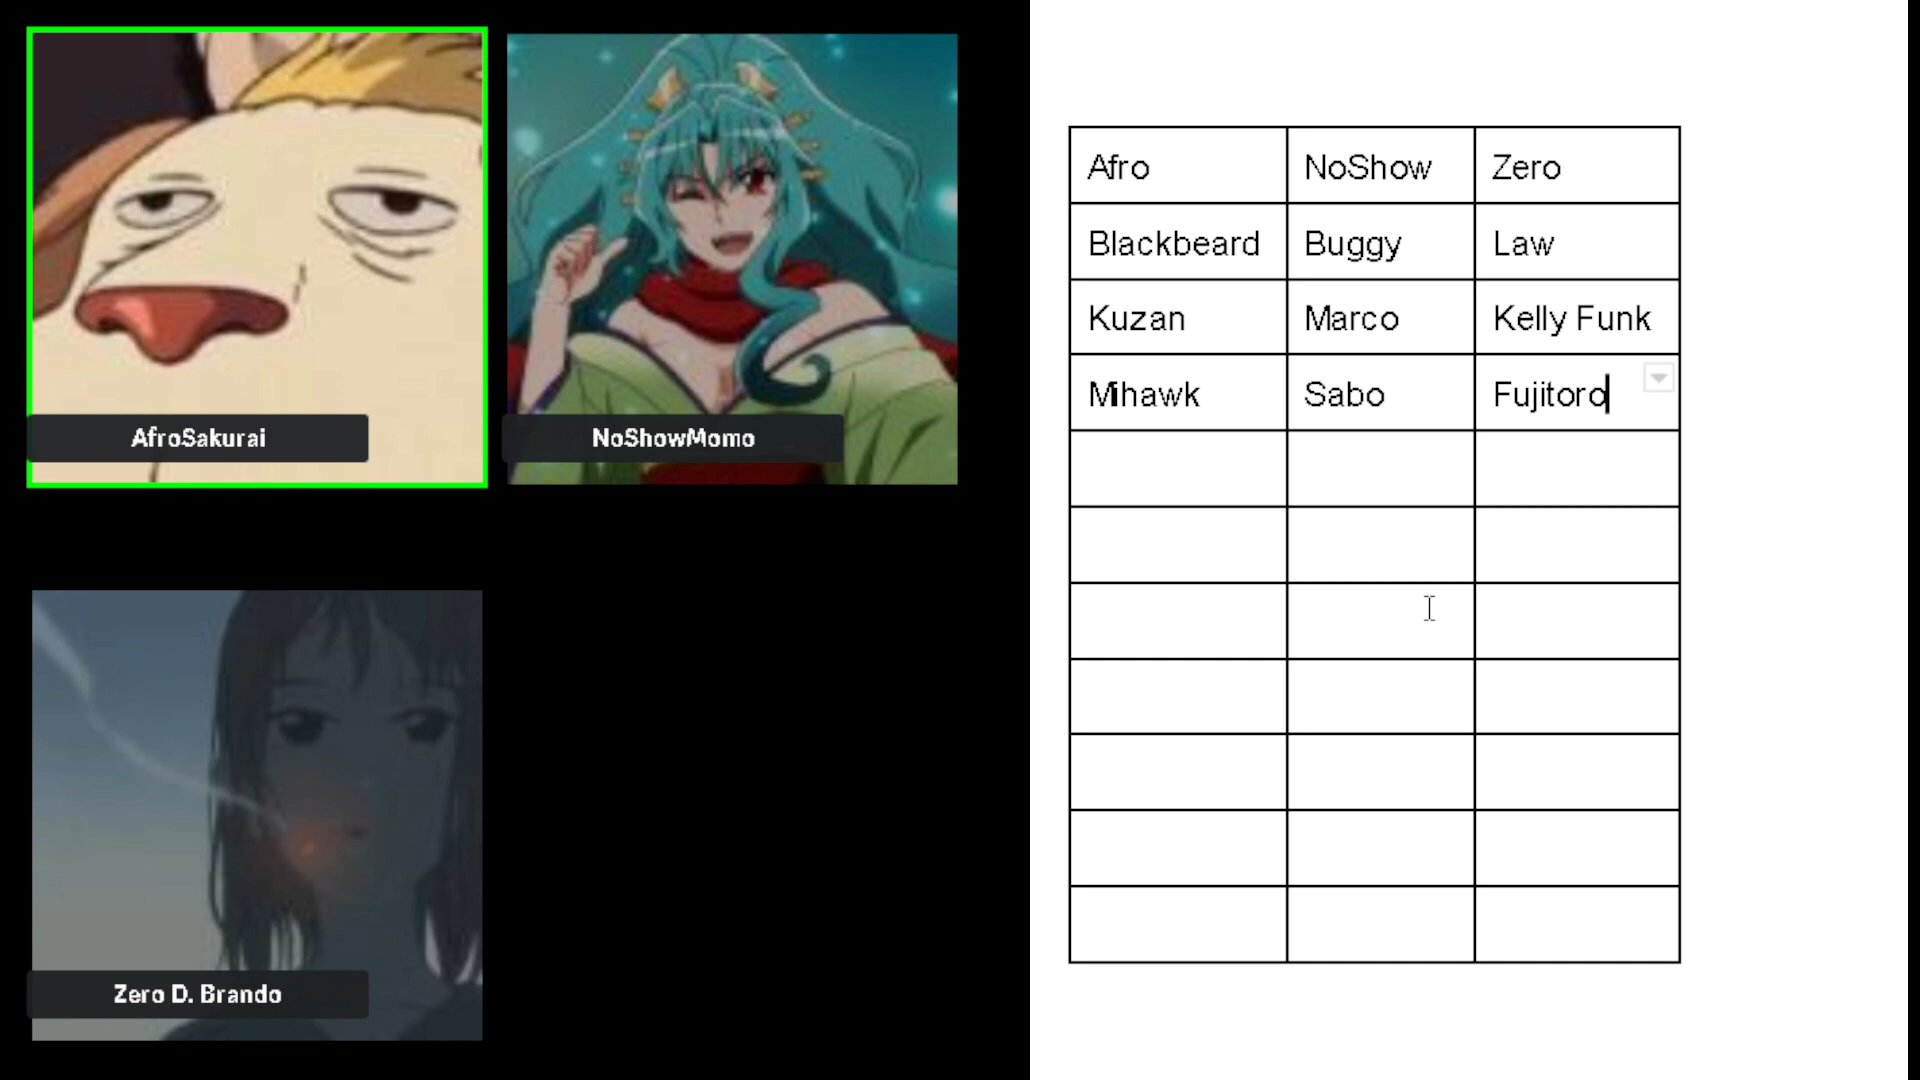 AfroSakurai
NoShowMomo
Zero D. Brando
Afro NoShow Zero
Blackbeard Buggy Law
Kuzan Marco Kelly Funk
Mihawk Sabo Fujitoro